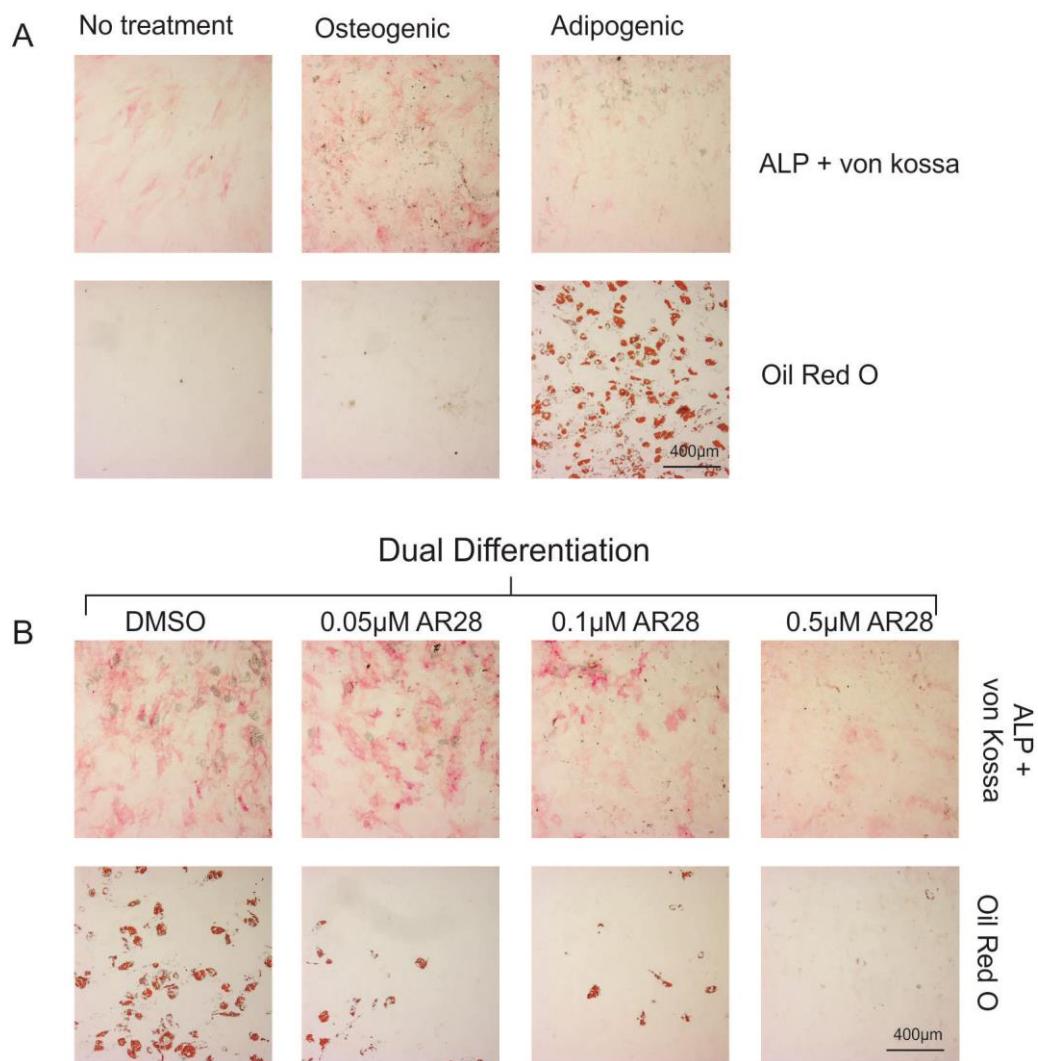 A
No treatment
Osteogenic
Adipogenic
ALP + von kossa
Oil Red O
400µm
Dual Differentiation
B
DMSO
0.05µM AR28
0.1µM AR28
0.5µM AR28
ALP +
von Kossa
Oil Red O
400µm